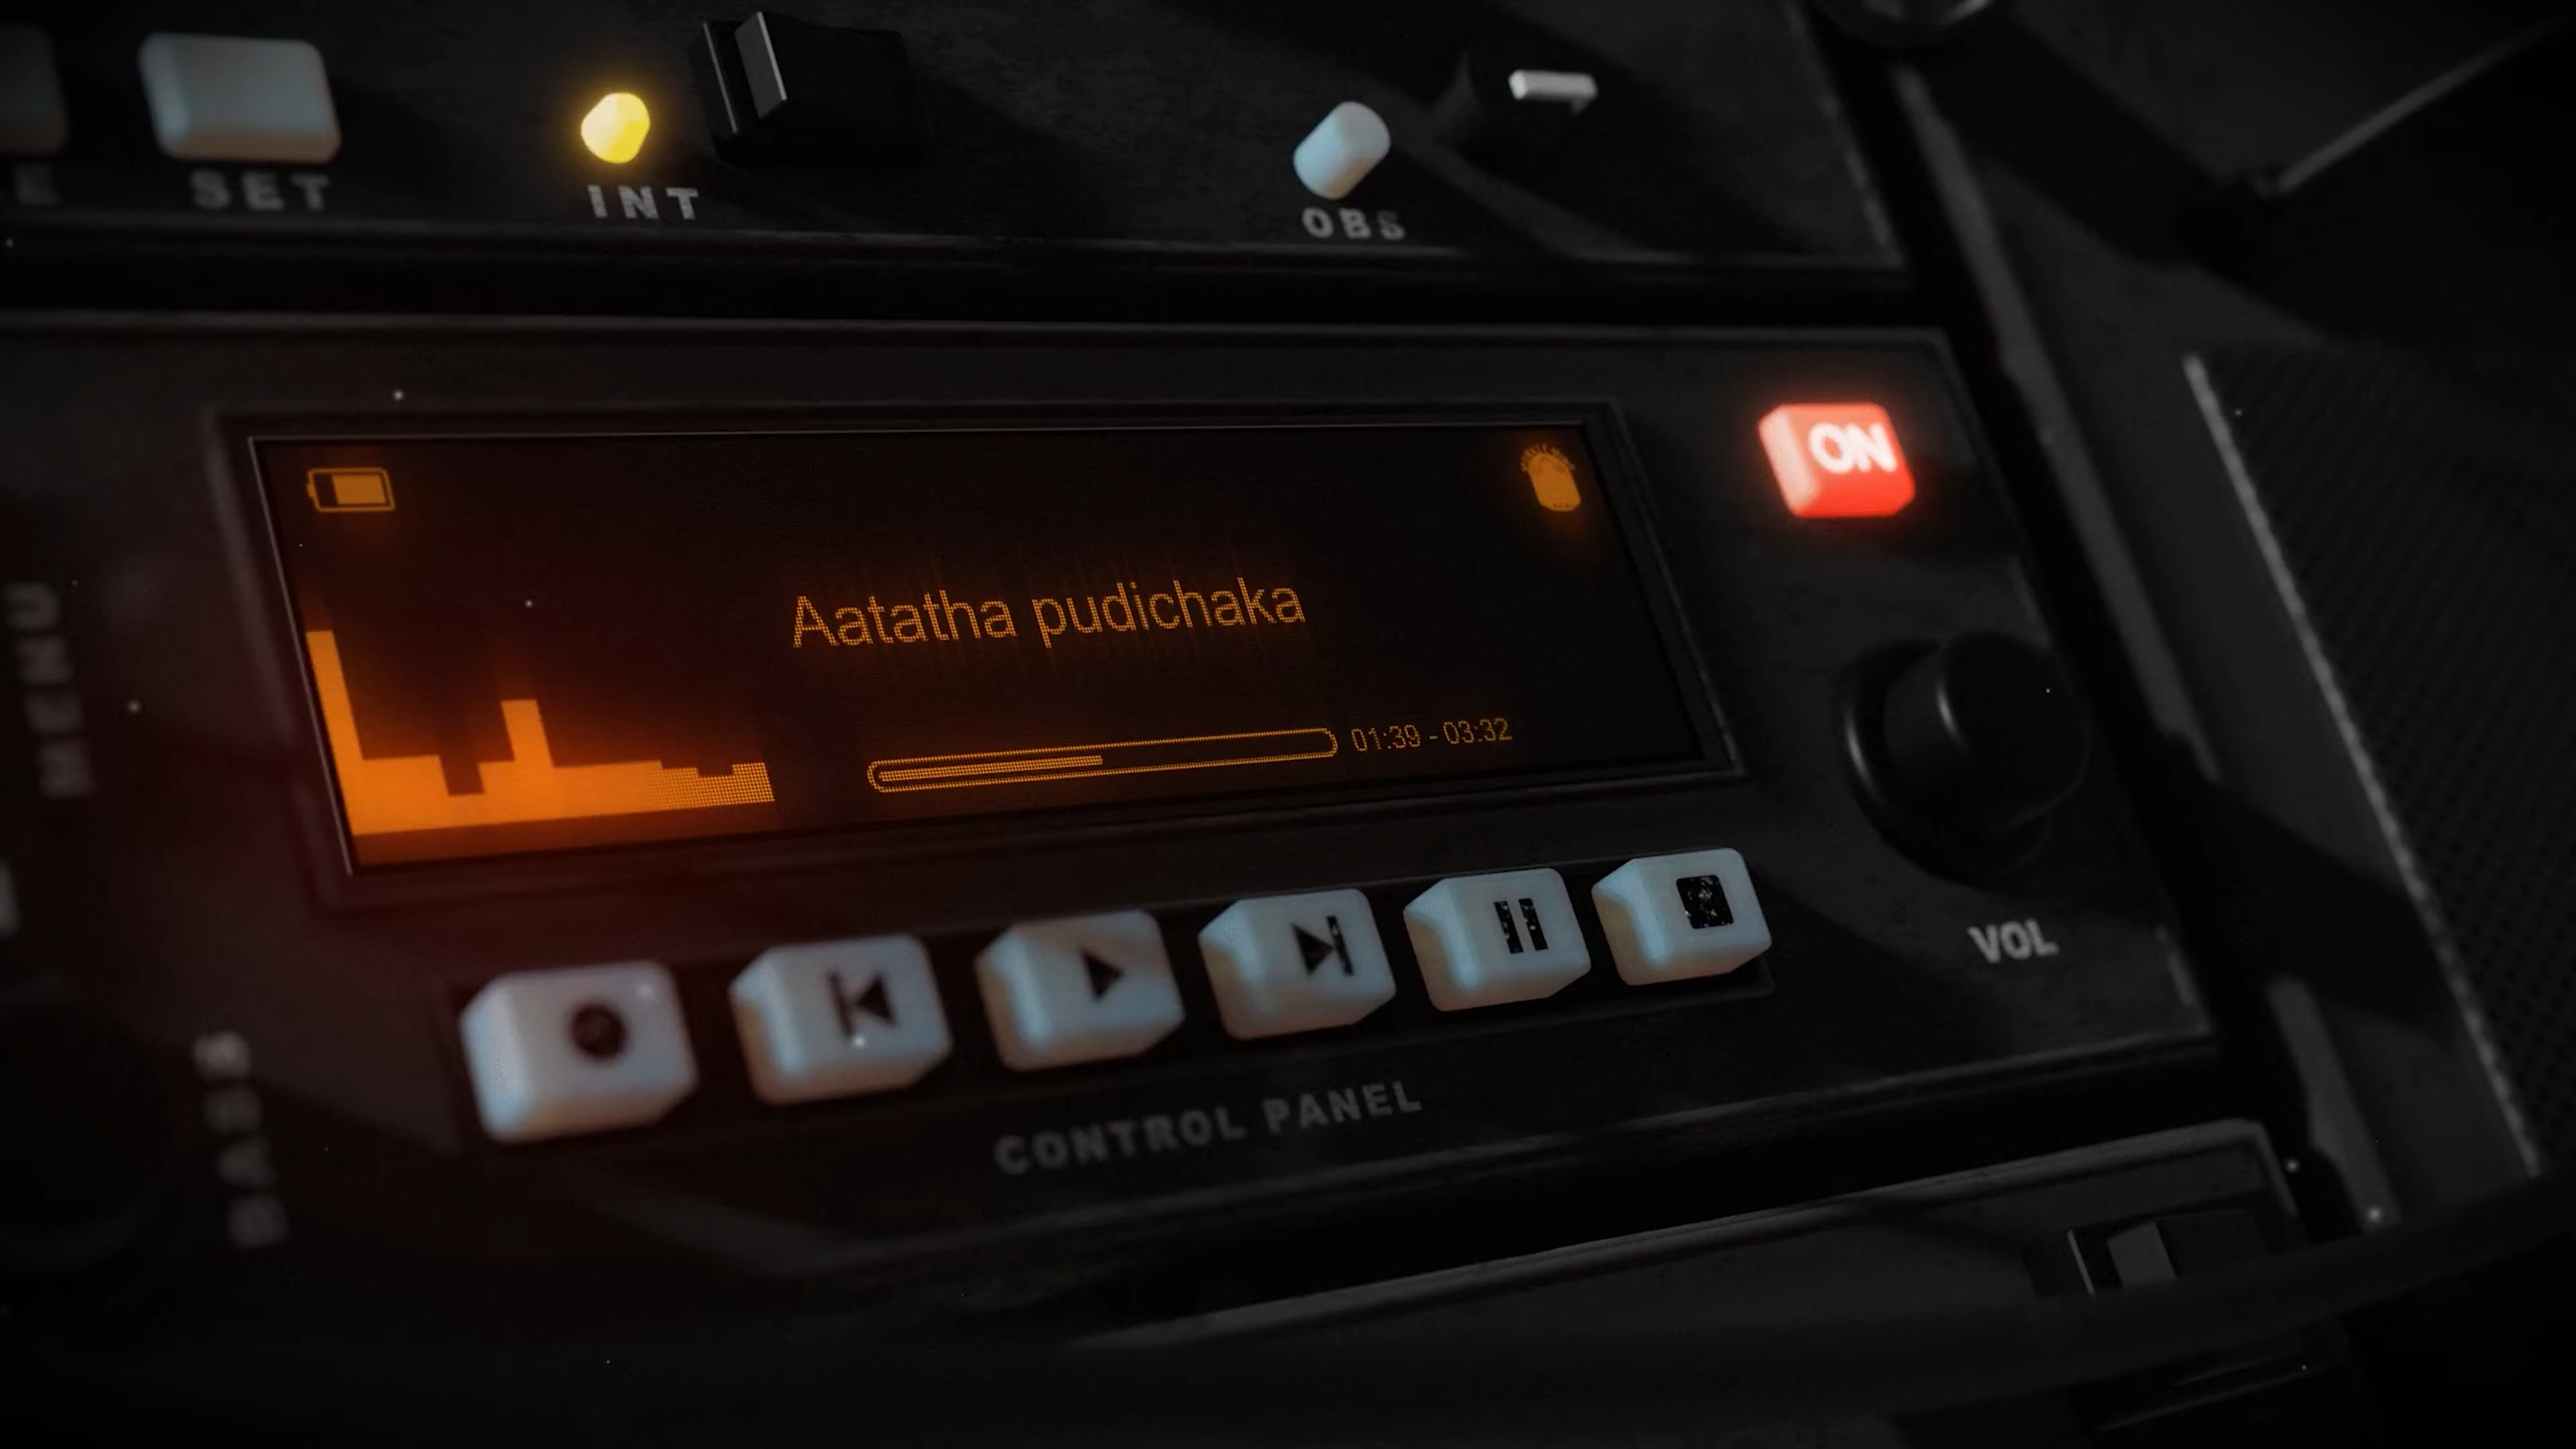 SET
INT
OBS
ON
MENU
Aatatha pudichaka
01:39 - 03:32
VOL
BASS
CONTROL PANEL